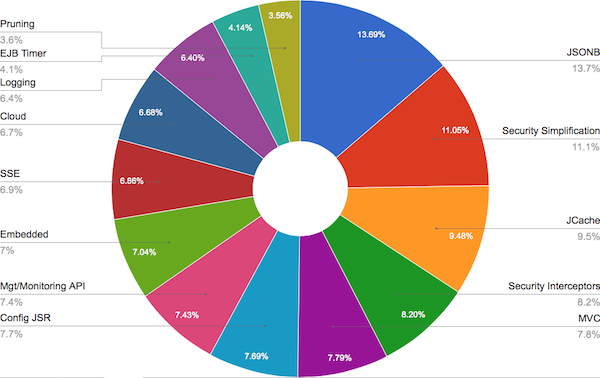 Pruning
3.6%
EJB Timer
4.1%
Logging
6.4%
Cloud
6.7%
SSE
6.9%
Embedded
7%
Mgt/Monitoring API
7.4%
Config JSR
7.7%
3.56%
4.14%
6.40%
6.68%
6.86%
7.04%
7.43%
7.69%
7.79%
8.20%
9.48%
11.05%
13.69%
JSONB
13.7%
Security Simplification
11.1%
JCache
9.5%
Security Interceptors
8.2%
MVC
7.8%